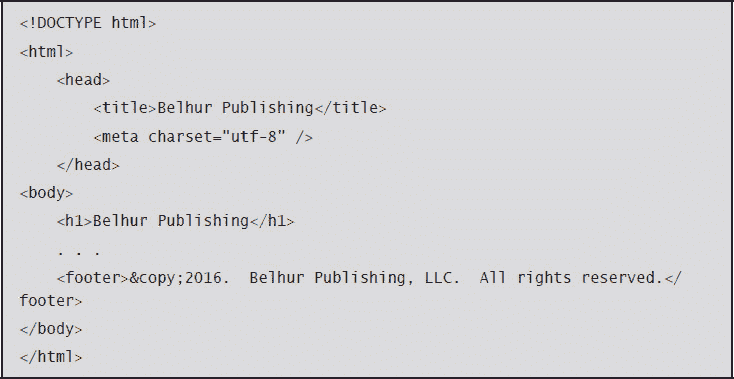 <!DOCTYPE html>
<html>
    <head>
        <title>Belhur Publishing</title>
        <meta charset="utf-8" />
    </head>
<body>
    <h1>Belhur Publishing</h1>
    . . .
    <footer>&copy;2016.  Belhur Publishing, LLC.  All rights reserved.</
footer>
</body>
</html>